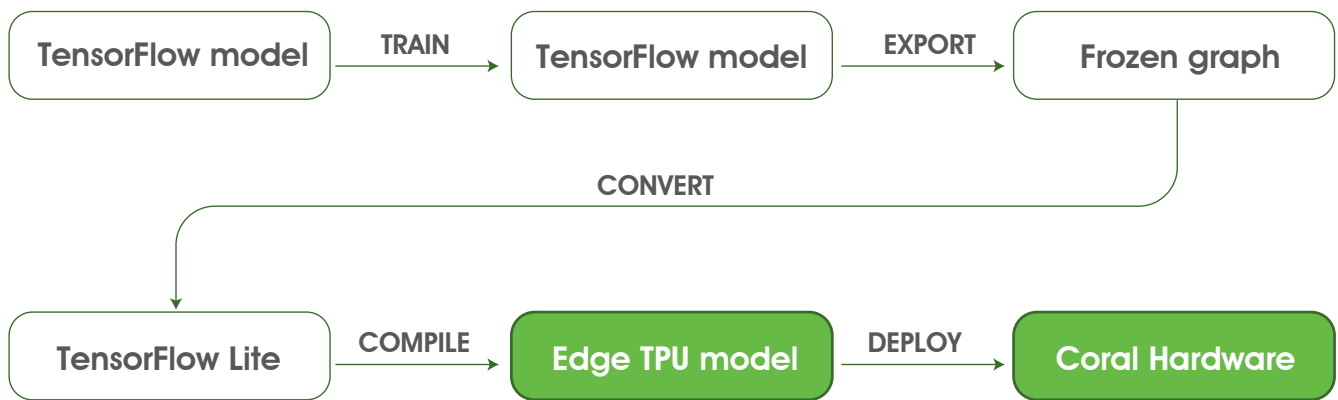 TensorFlow model
TRAIN
TensorFlow model
EXPORT
Frozen graph
CONVERT
TensorFlow Lite
COMPILE
Edge TPU model
DEPLOY
Coral Hardware